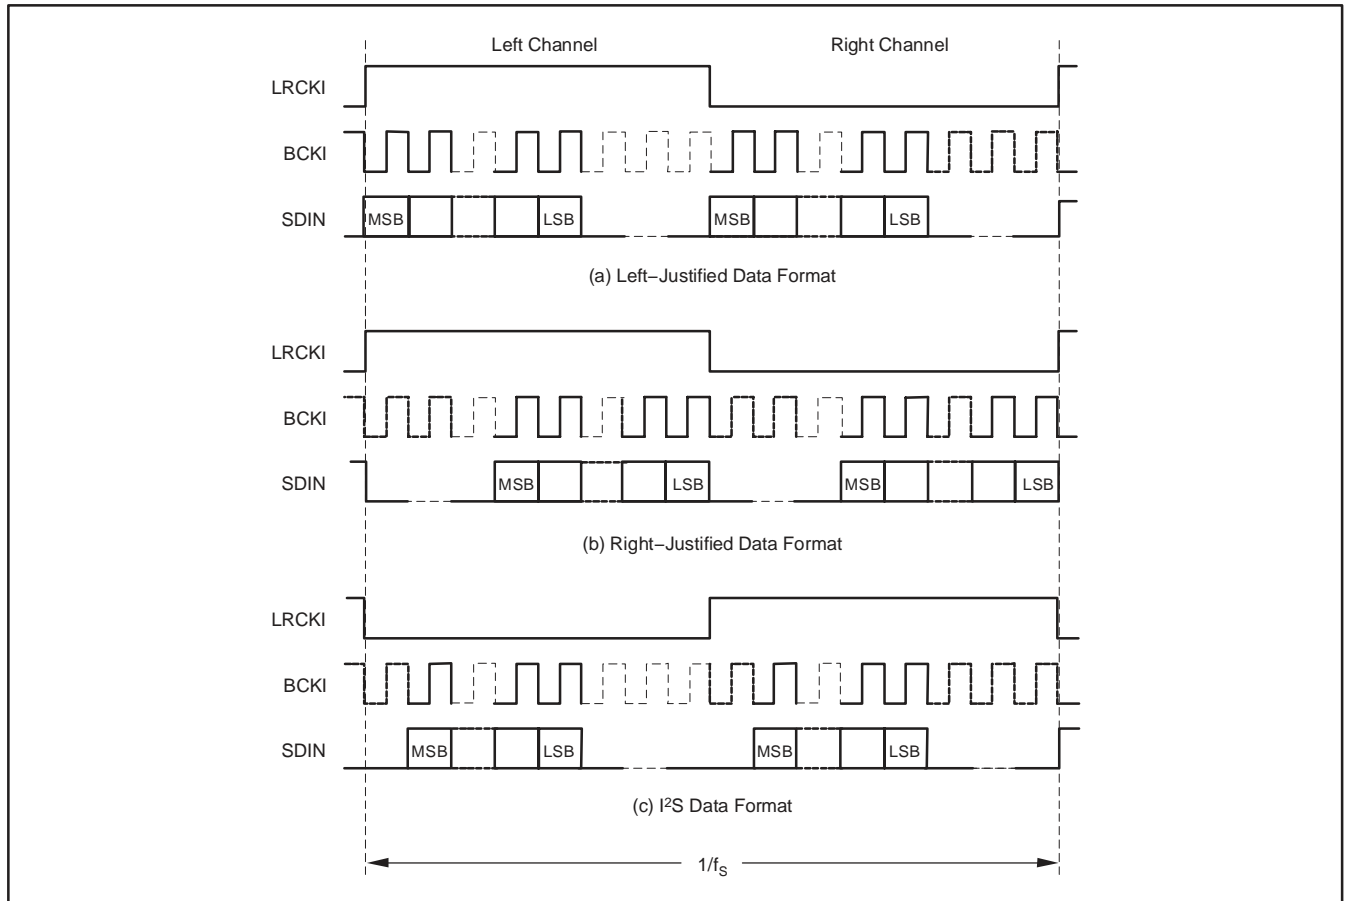 Left Channel Right Channel
LRCKI
BCKI
SDIN MSB LSB MSB LSB
(a) Left−Justified Data Format
LRCKI
BCKI
SDIN MSB LSB MSB LSB
(b) Right−Justified Data Format
LRCKI
BCKI
SDIN MSB LSB MSB LSB
(c) I²S Data Format
1/fS